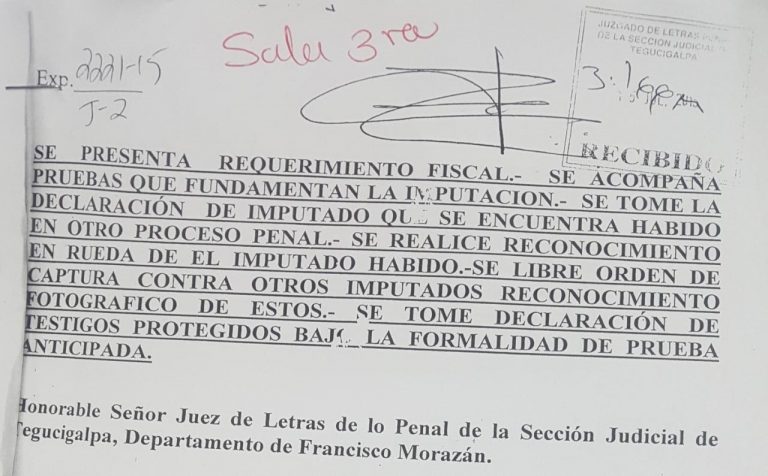 Sala 3ra
JUZGADO DE LETRAS PENAL
DE LA SECCION JUDICIAL
TEGUCIGALPA
Exp. 2221-15
J-2
RECIBIDO
SE PRESENTA REQUERIMIENTO FISCAL.- SE ACOMPAÑA
PRUEBAS QUE FUNDAMENTAN LA IMPUTACION.- SE TOME LA
DECLARACIÓN DE IMPUTADO QUE SE ENCUENTRA HABIDO
EN OTRO PROCESO PENAL.- SE REALICE RECONOCIMIENTO
EN RUEDA DE EL IMPUTADO HABIDO.-SE LIBRE ORDEN DE
CAPTURA CONTRA OTROS IMPUTADOS RECONOCIMIENTO
FOTOGRAFICO DE ESTOS.- SE TOME DECLARACIÓN DE
TESTIGOS PROTEGIDOS BAJO LA FORMALIDAD DE PRUEBA
ANTICIPADA.
Honorable Señor Juez de Letras de lo Penal de la Sección Judicial de
Tegucigalpa, Departamento de Francisco Morazán.